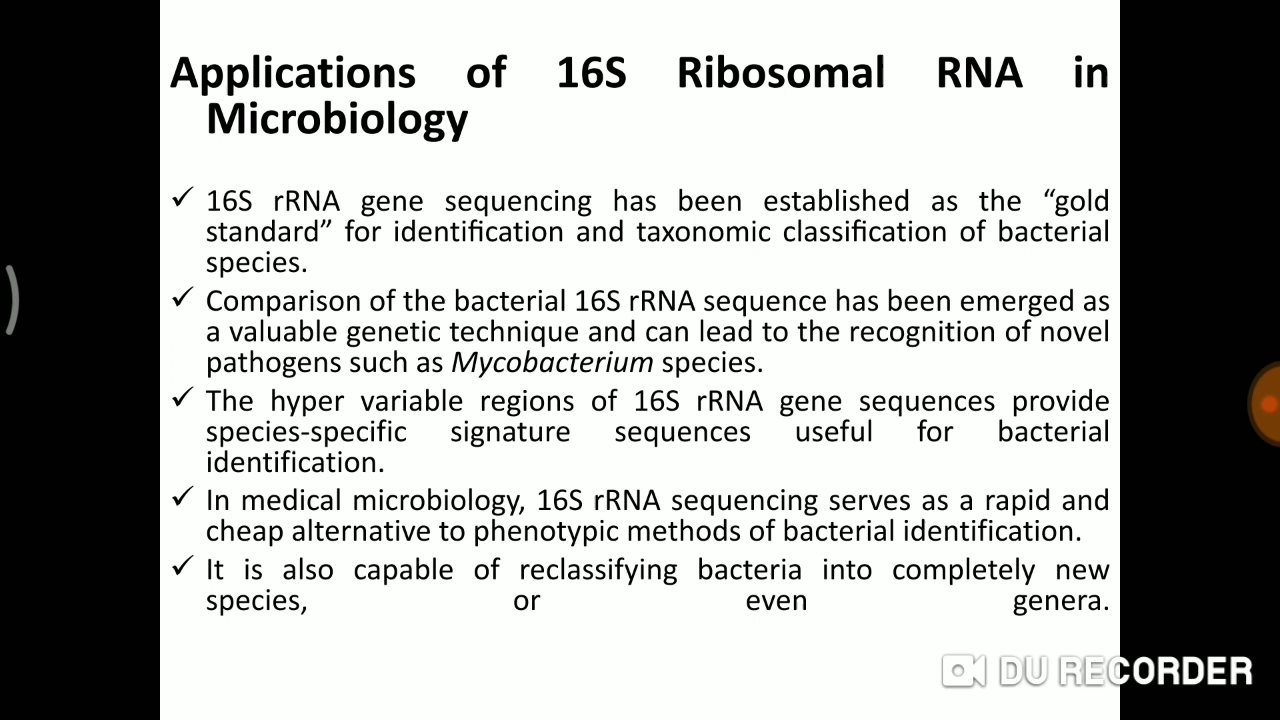 Applications of 16S Ribosomal RNA in
Microbiology
✓ 16S rRNA gene sequencing has been established as the “gold
standard” for identification and taxonomic classification of bacterial
species.
✓ Comparison of the bacterial 16S rRNA sequence has been emerged as
a valuable genetic technique and can lead to the recognition of novel
pathogens such as Mycobacterium species.
✓ The hyper variable regions of 16S rRNA gene sequences provide
species-specific signature sequences useful for bacterial
identification.
✓ In medical microbiology, 16S rRNA sequencing serves as a rapid and
cheap alternative to phenotypic methods of bacterial identification.
✓ It is also capable of reclassifying bacteria into completely new
species, or even genera.
DU RECORDER